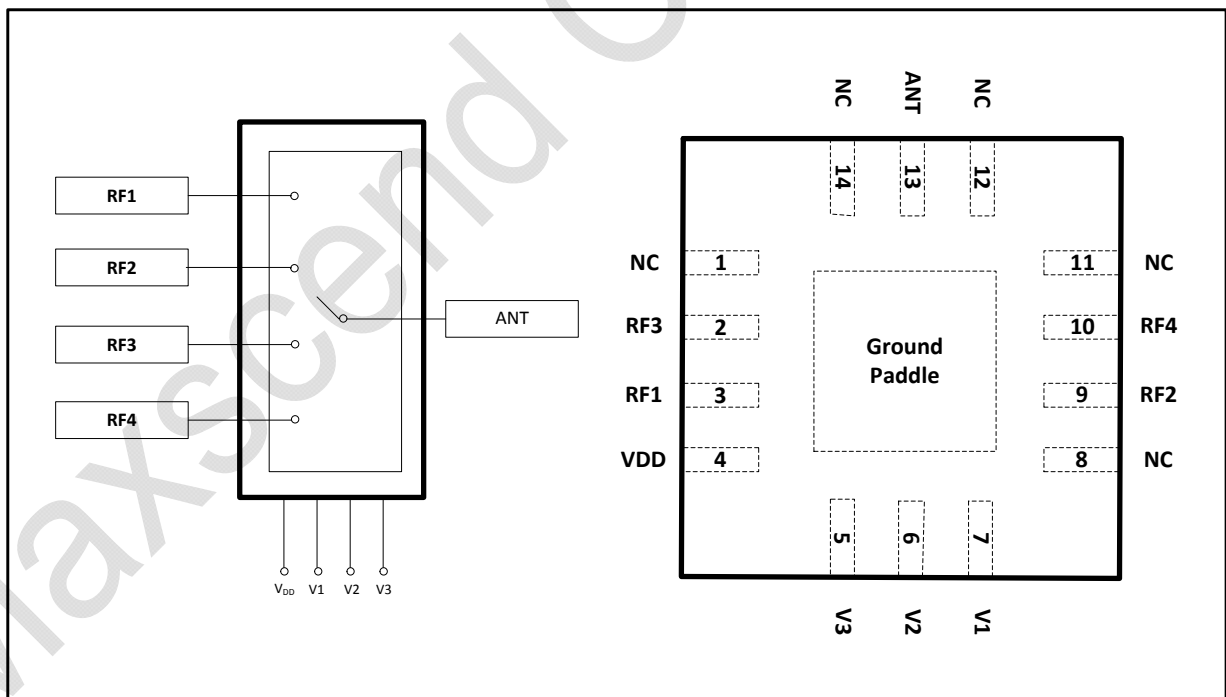 RF1
RF2
RF3
RF4
ANT
VDD V1 V2 V3
NC ANT NC
14 13 12
NC 1 11 NC
RF3 2 10 RF4
RF1 3 9 RF2
VDD 4 8 NC
Ground
Paddle
5 6 7
V3 V2 V1
Maxscend